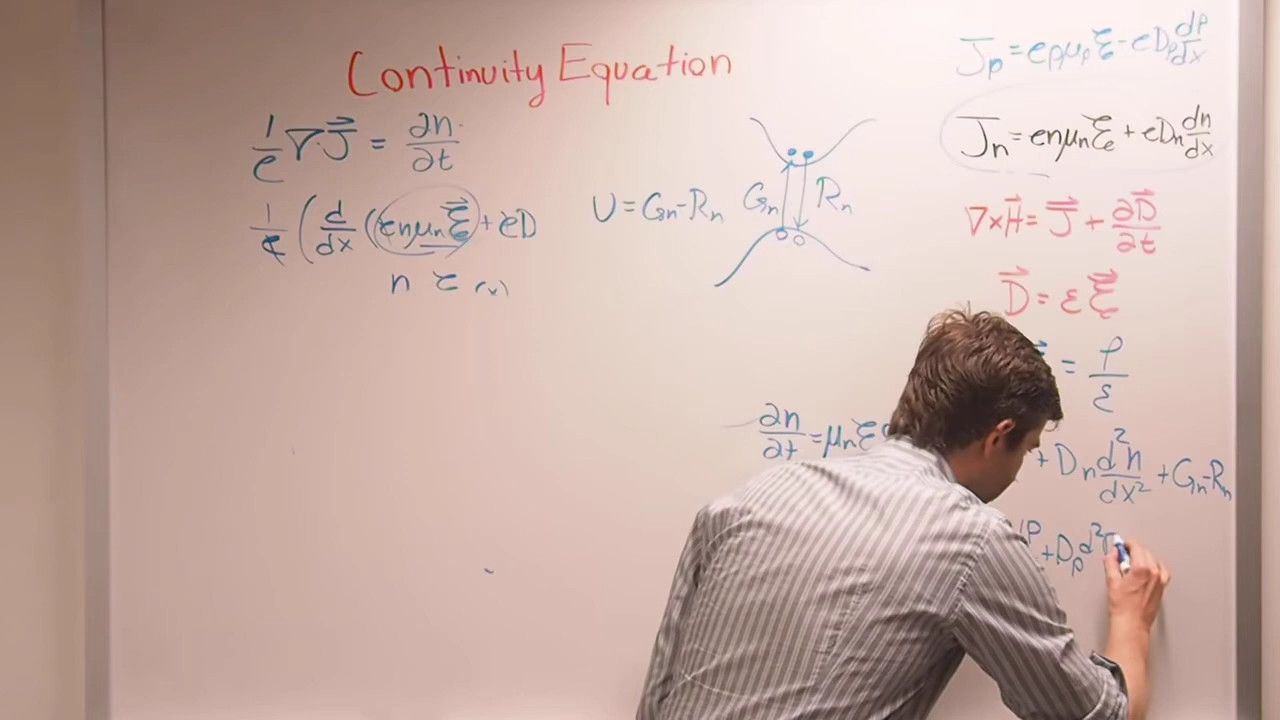 Continuity Equation
1/e ∇·J⃗ = ∂n/∂t
1/e ( d/dx ((enμnℰ⃗) + eD
n ℰ (x)
U = Gn-Rn
Gn Rn
Jp = epμpℰ - eDp dp/dx
Jn = enμnℰ + eDn dn/dx
∇×H⃗ = J⃗ + ∂D⃗/∂t
D⃗ = εℰ⃗
= ρ/ε
∂n/∂t = μnℰ + Dn d²n/dx² + Gn-Rn
+ Dp d²